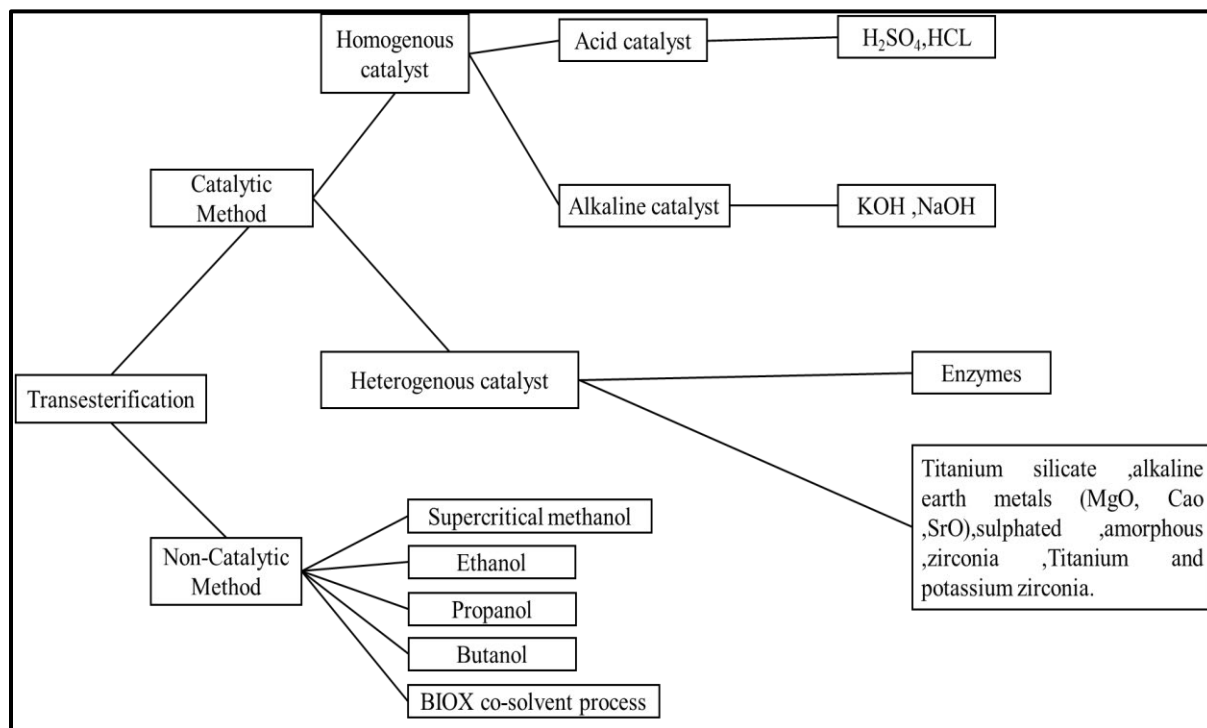 Homogenous
catalyst
Acid catalyst
H₂SO₄,HCL
Catalytic
Method
Alkaline catalyst
KOH ,NaOH
Transesterification
Heterogenous catalyst
Enzymes
Titanium silicate ,alkaline
earth metals (MgO, Cao
,SrO),sulphated ,amorphous
,zirconia ,Titanium and
potassium zirconia.
Non-Catalytic
Method
Supercritical methanol
Ethanol
Propanol
Butanol
BIOX co-solvent process